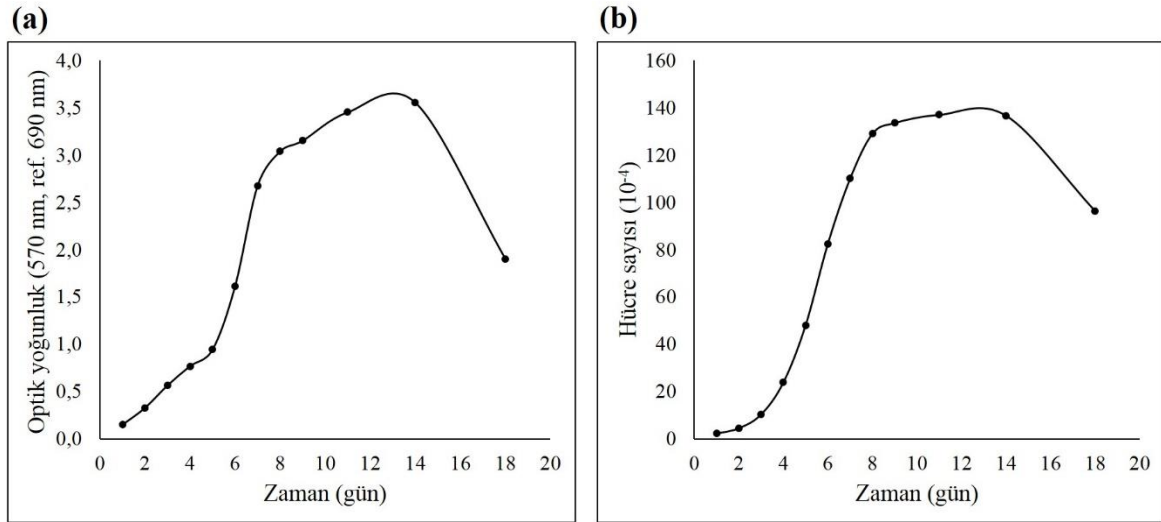 (a)
Optik yoğunluk (570 nm, ref. 690 nm)
4,0
3,5
3,0
2,5
2,0
1,5
1,0
0,5
0,0
0 2 4 6 8 10 12 14 16 18 20
Zaman (gün)
(b)
Hücre sayısı (10⁻⁴)
160
140
120
100
80
60
40
20
0
0 2 4 6 8 10 12 14 16 18 20
Zaman (gün)